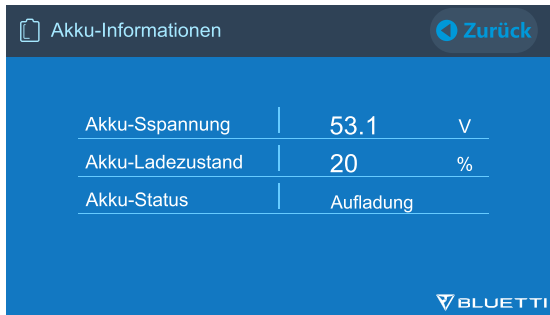 Akku-Informationen
Zurück
Akku-Sspannung 53.1 V
Akku-Ladezustand 20 %
Akku-Status Aufladung
BLUETTI